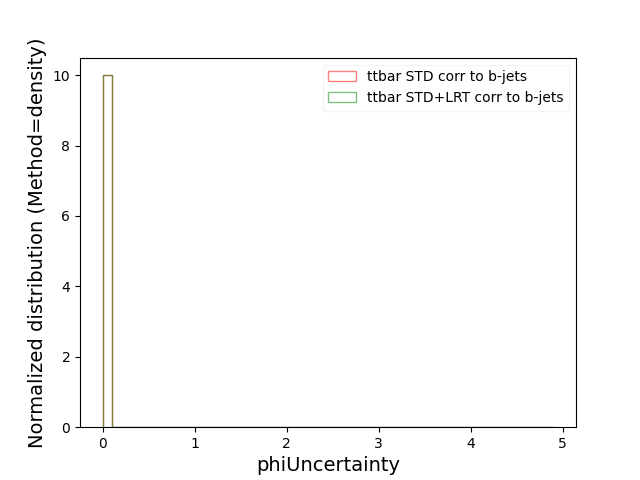 Normalized distribution (Method=density)
10
8
6
4
2
0
ttbar STD corr to b-jets
ttbar STD+LRT corr to b-jets
0 1 2 3 4 5
phiUncertainty